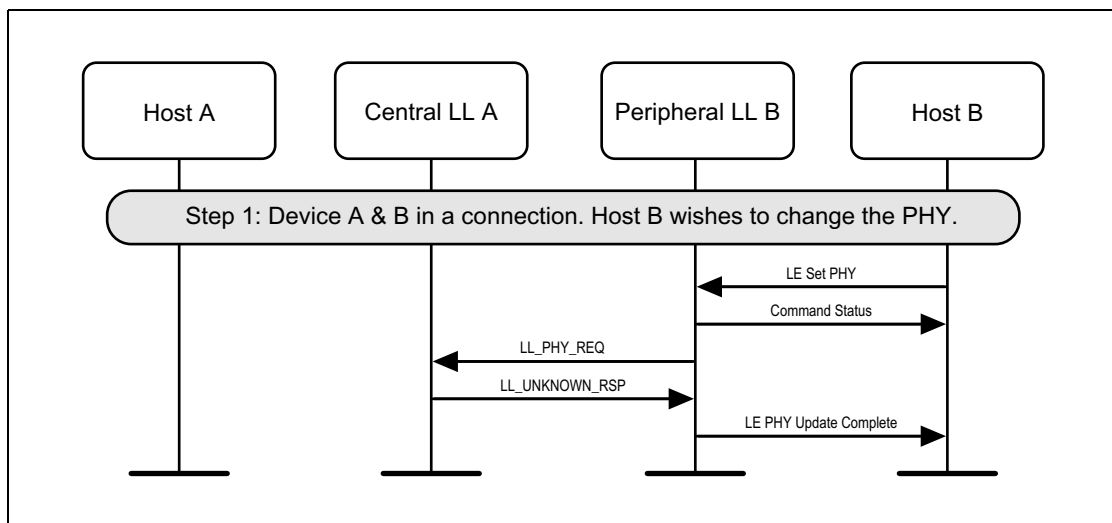 Host A
Central LL A
Peripheral LL B
Host B
Step 1: Device A & B in a connection. Host B wishes to change the PHY.
LE Set PHY
Command Status
LL_PHY_REQ
LL_UNKNOWN_RSP
LE PHY Update Complete